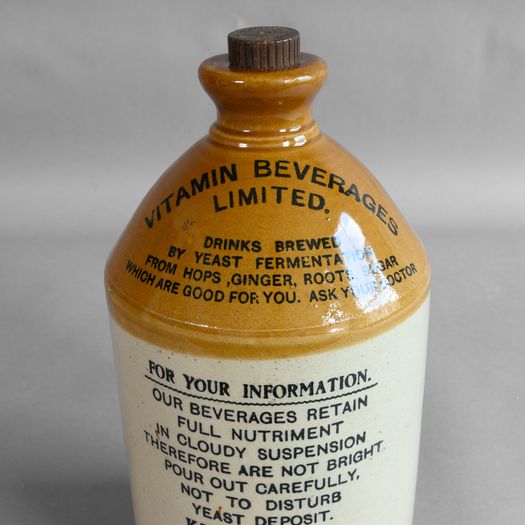 VITAMIN BEVERAGES
LIMITED.
DRINKS BREWED
BY YEAST FERMENTATION
FROM HOPS, GINGER, ROOTS, SUGAR
WHICH ARE GOOD FOR YOU. ASK YOUR DOCTOR
FOR YOUR INFORMATION.
OUR BEVERAGES RETAIN
FULL NUTRIMENT
IN CLOUDY SUSPENSION
THEREFORE ARE NOT BRIGHT
POUR OUT CAREFULLY,
NOT TO DISTURB
YEAST DEPOSIT.